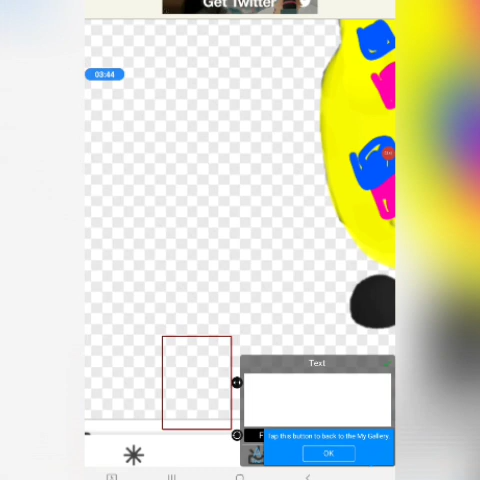 Get Twitter
03:44
Text
F
Tap this button to back to the My Gallery
OK